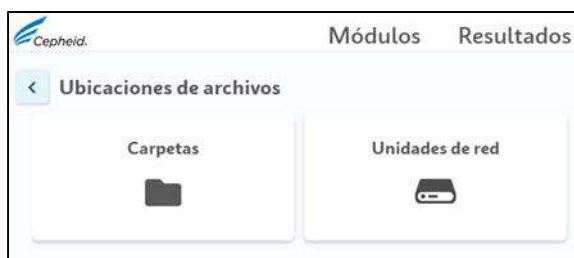 Cepheid.
Módulos Resultados
Ubicaciones de archivos
Carpetas
Unidades de red